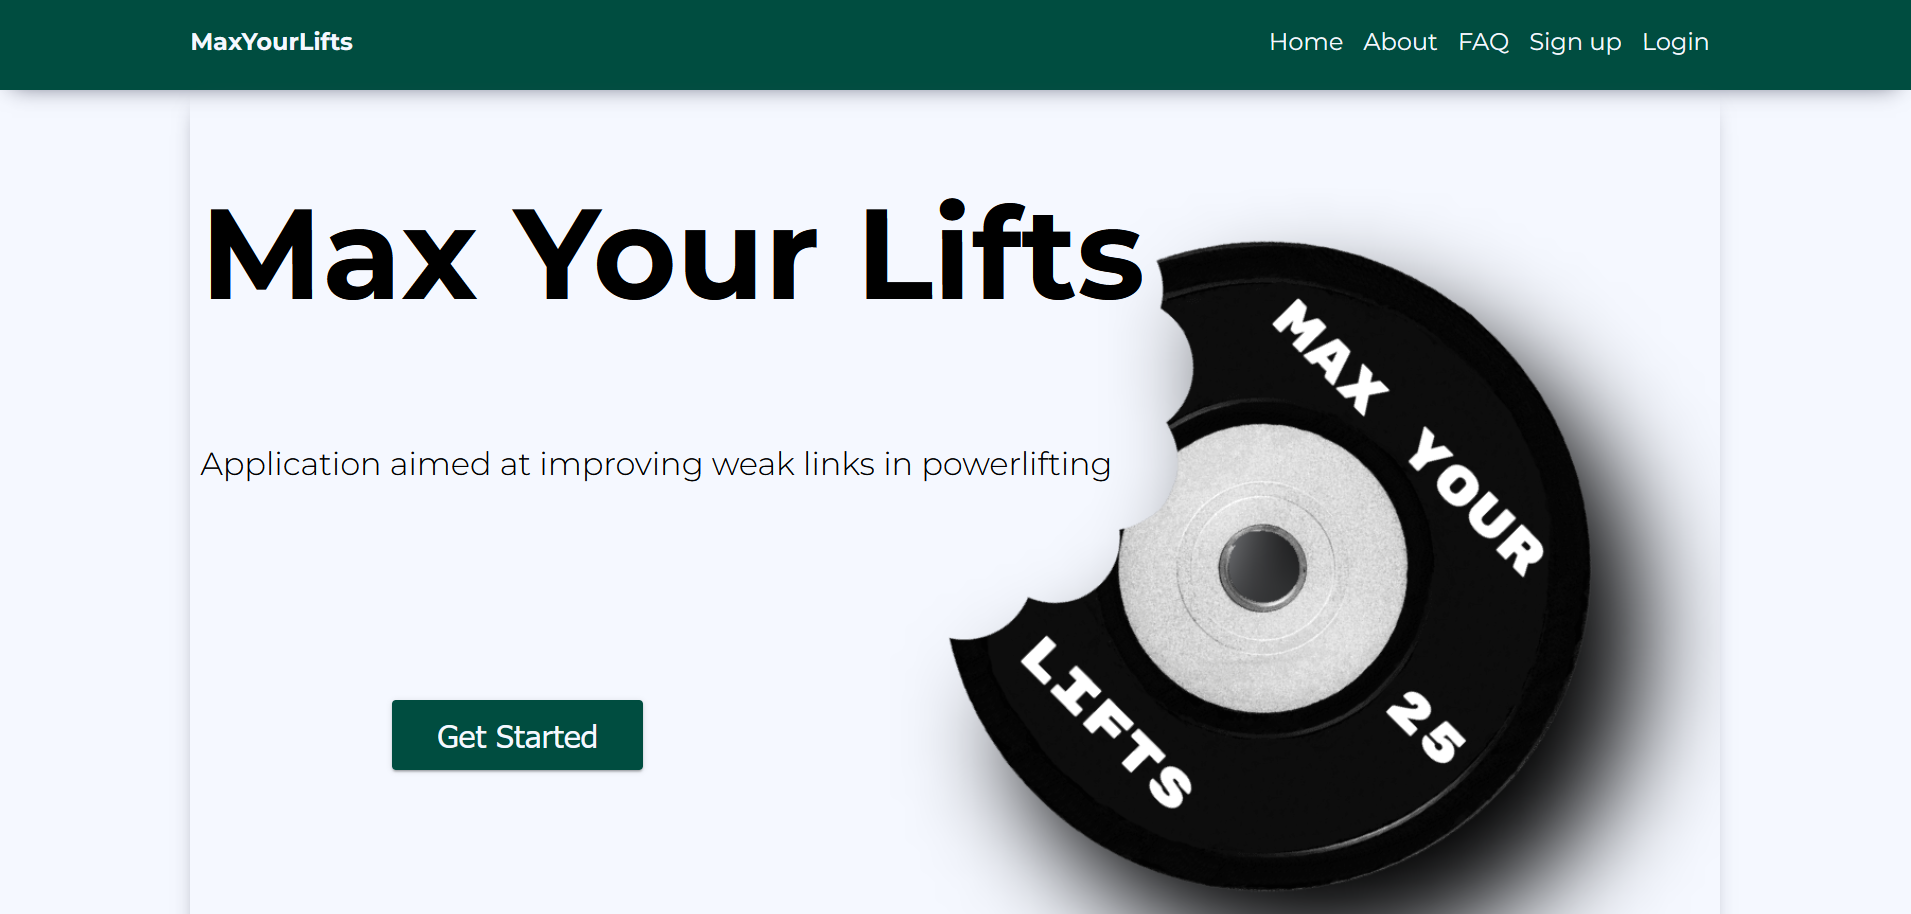 MaxYourLifts
Home About FAQ Sign up Login
Max Your Lifts
MAX YOUR
Application aimed at improving weak links in powerlifting
LIFTS
25
Get Started